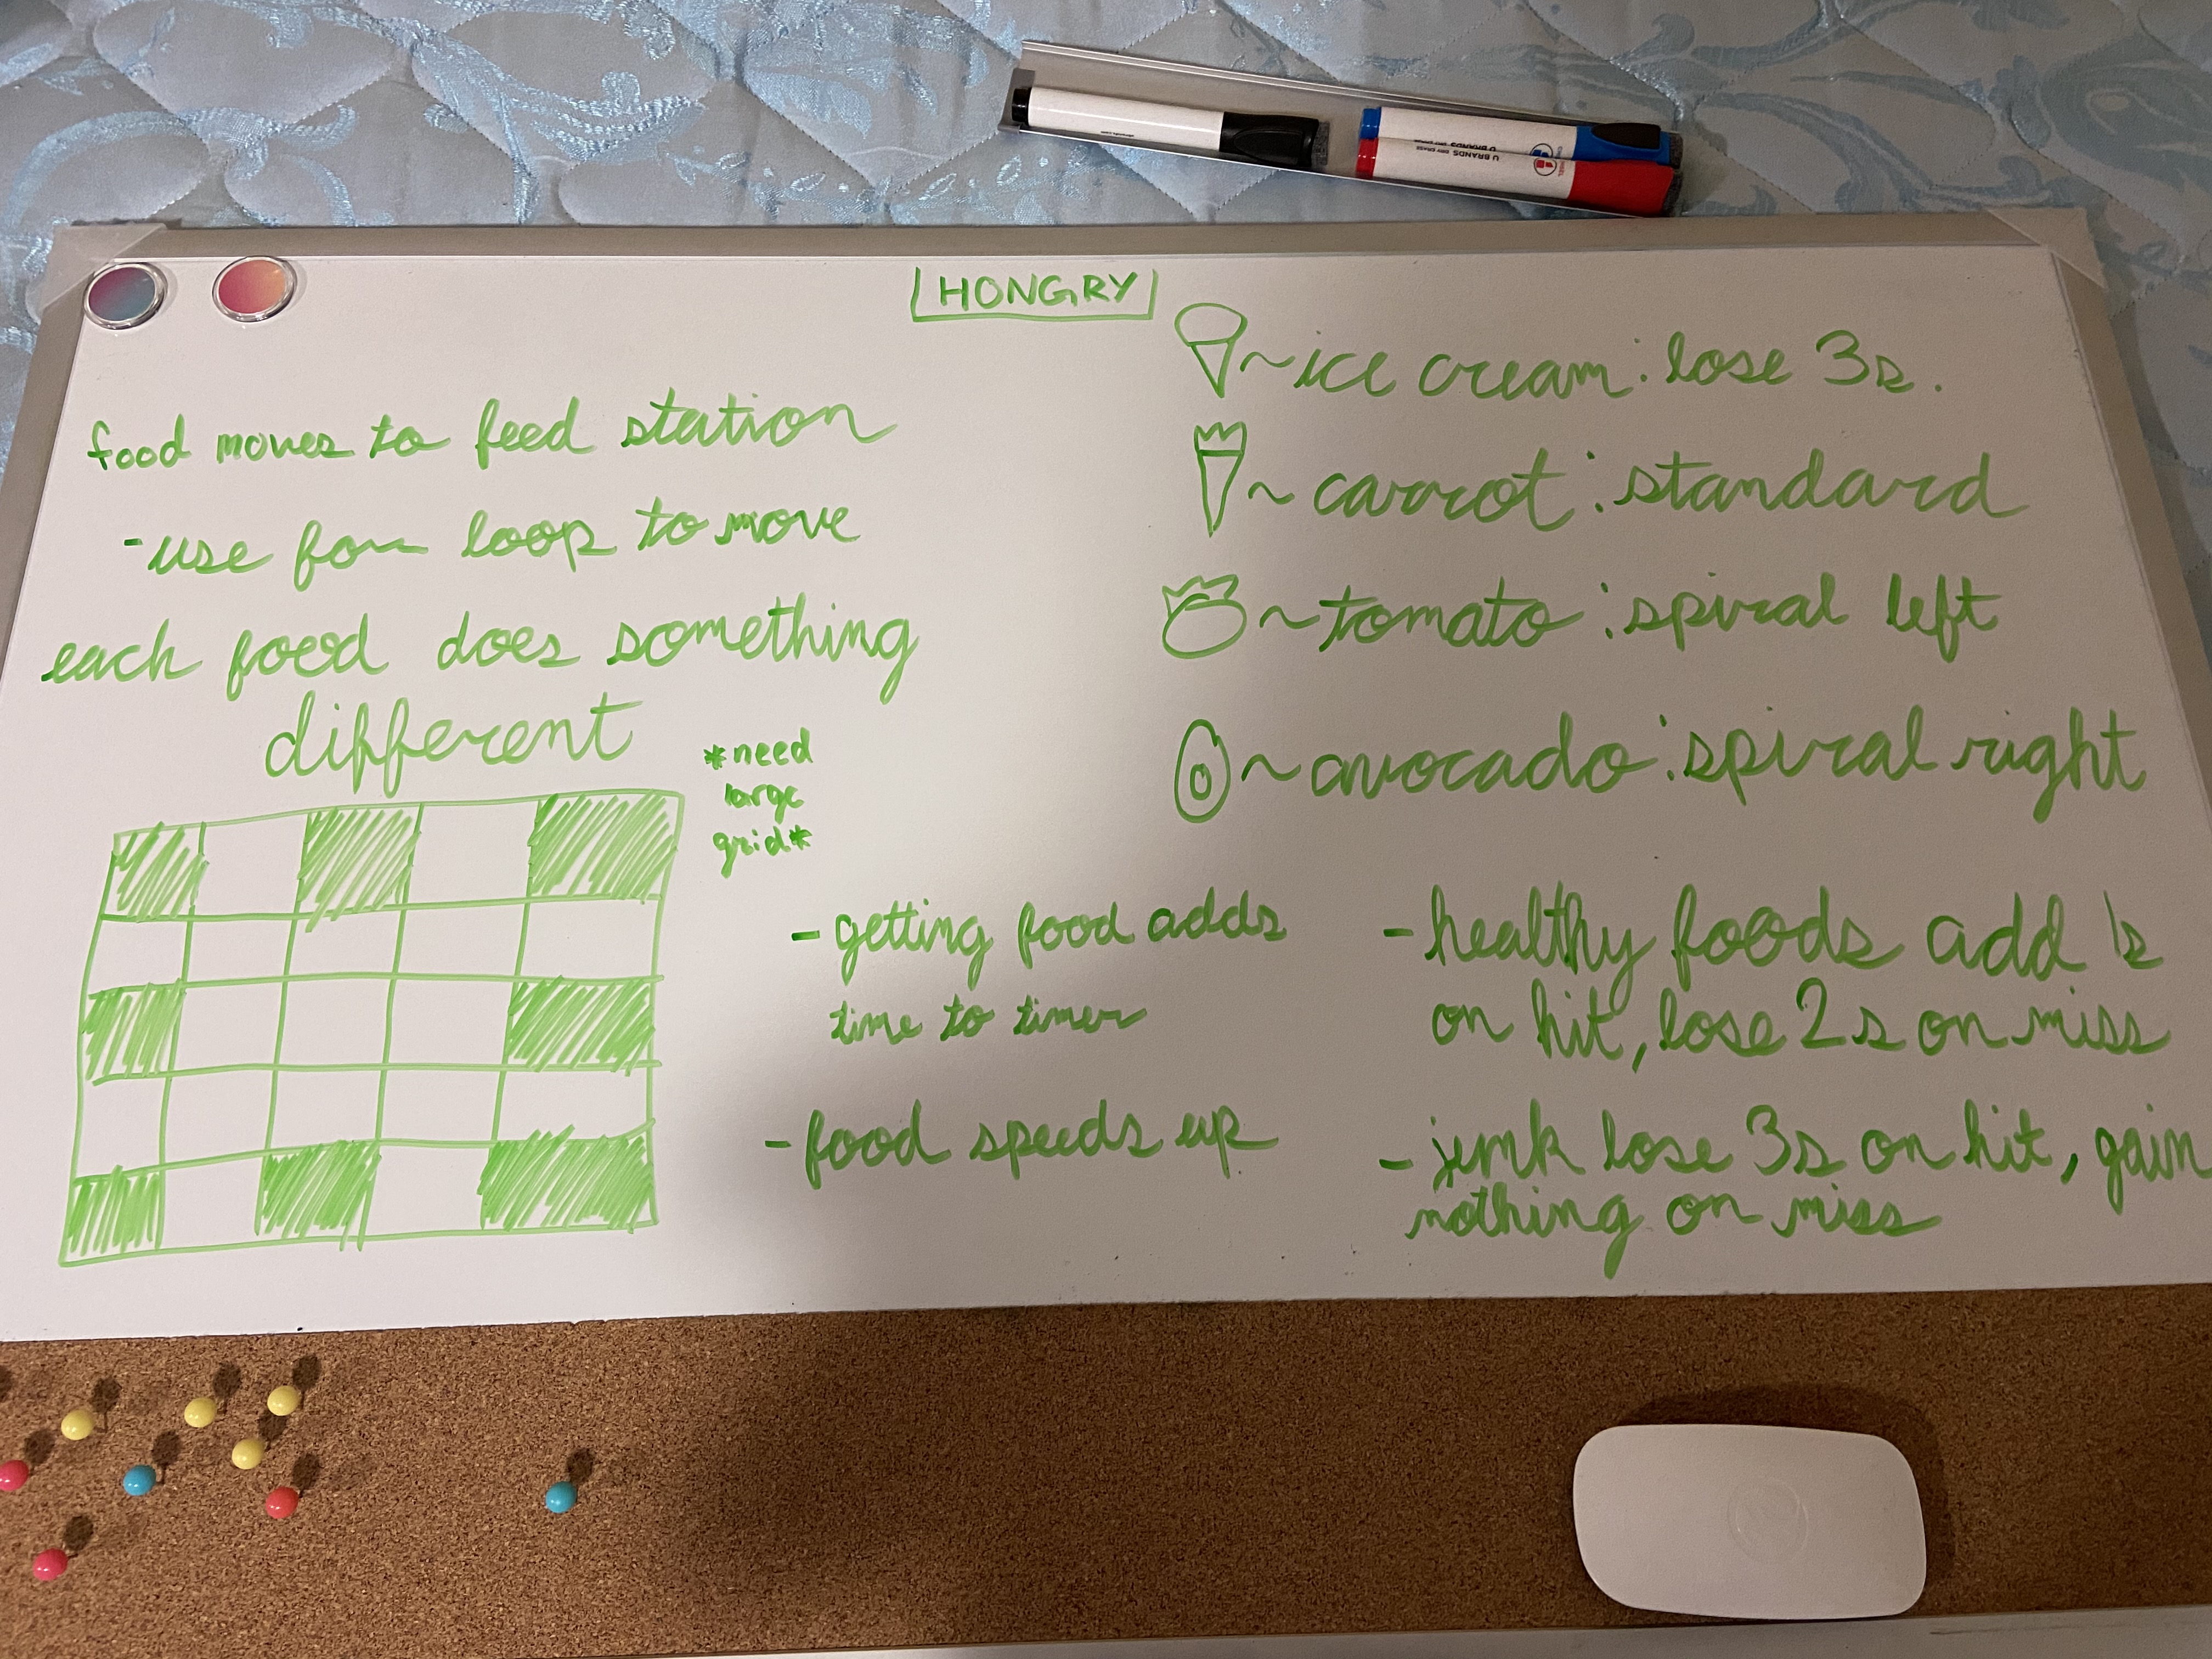 HONGRY
food moves to feed station
- use for loop to move
each food does something
different
*need
large
grid*
~ ice cream: lose 3s.
~ carrot: standard
~ tomato: spiral left
~ avocado: spiral right
- getting food adds
time to timer
- food speeds up
- healthy foods add 1s
on hit, lose 2s on miss
- junk lose 3s on hit, gain
nothing on miss
U BRANDS
U BRANDS